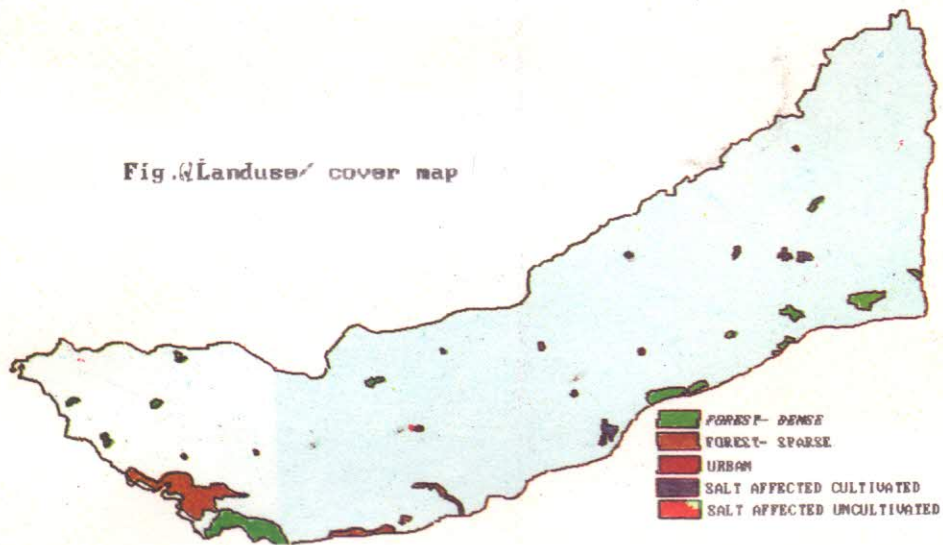 Fig. Landuse/ cover map
FOREST- DENSE
FOREST- SPARSE
URBAN
SALT AFFECTED CULTIVATED
SALT AFFECTED UNCULTIVATED